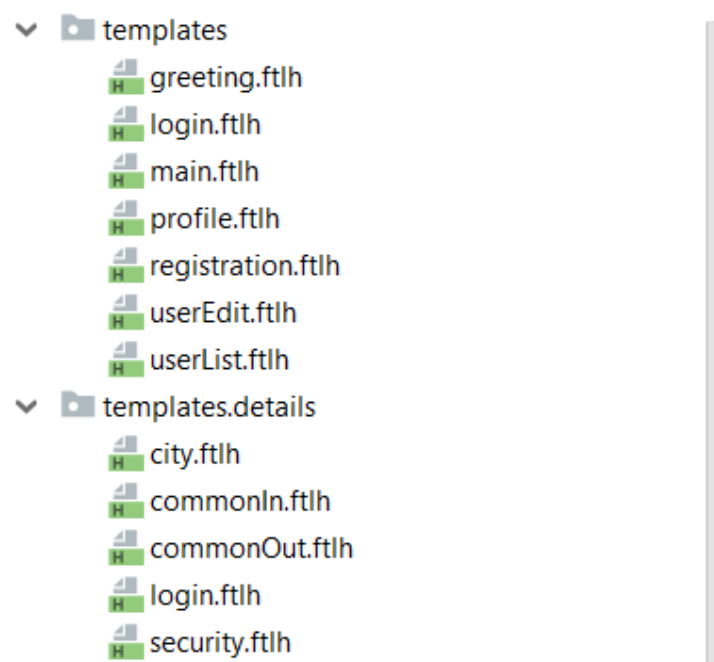 templates
H greeting.ftlh
H login.ftlh
H main.ftlh
H profile.ftlh
H registration.ftlh
H userEdit.ftlh
H userList.ftlh
templates.details
H city.ftlh
H commonIn.ftlh
H commonOut.ftlh
H login.ftlh
H security.ftlh